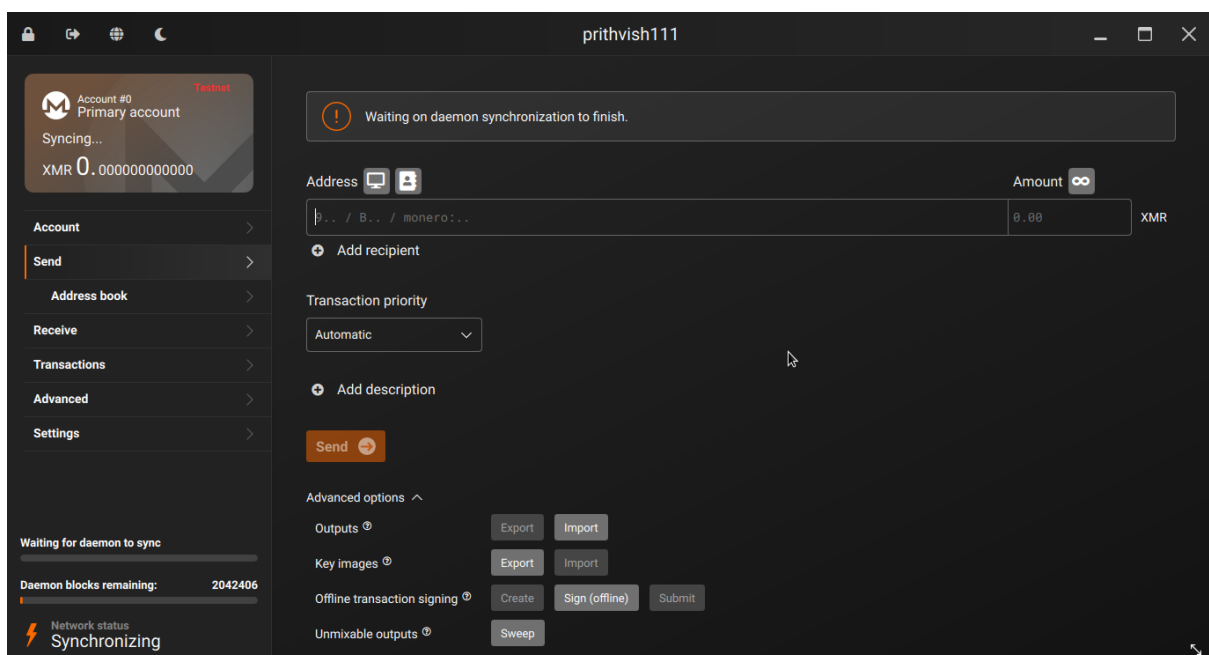 prithvish111
Testnet
Account #0
Primary account
Syncing...
XMR 0.000000000000
Account
Send
Address book
Receive
Transactions
Advanced
Settings
Waiting for daemon to sync
Daemon blocks remaining: 2042406
Network status
Synchronizing
Waiting on daemon synchronization to finish.
Address Amount
9.. / B.. / monero:.. 0.00 XMR
Add recipient
Transaction priority
Automatic
Add description
Send
Advanced options
Outputs Export Import
Key images Export Import
Offline transaction signing Create Sign (offline) Submit
Unmixable outputs Sweep